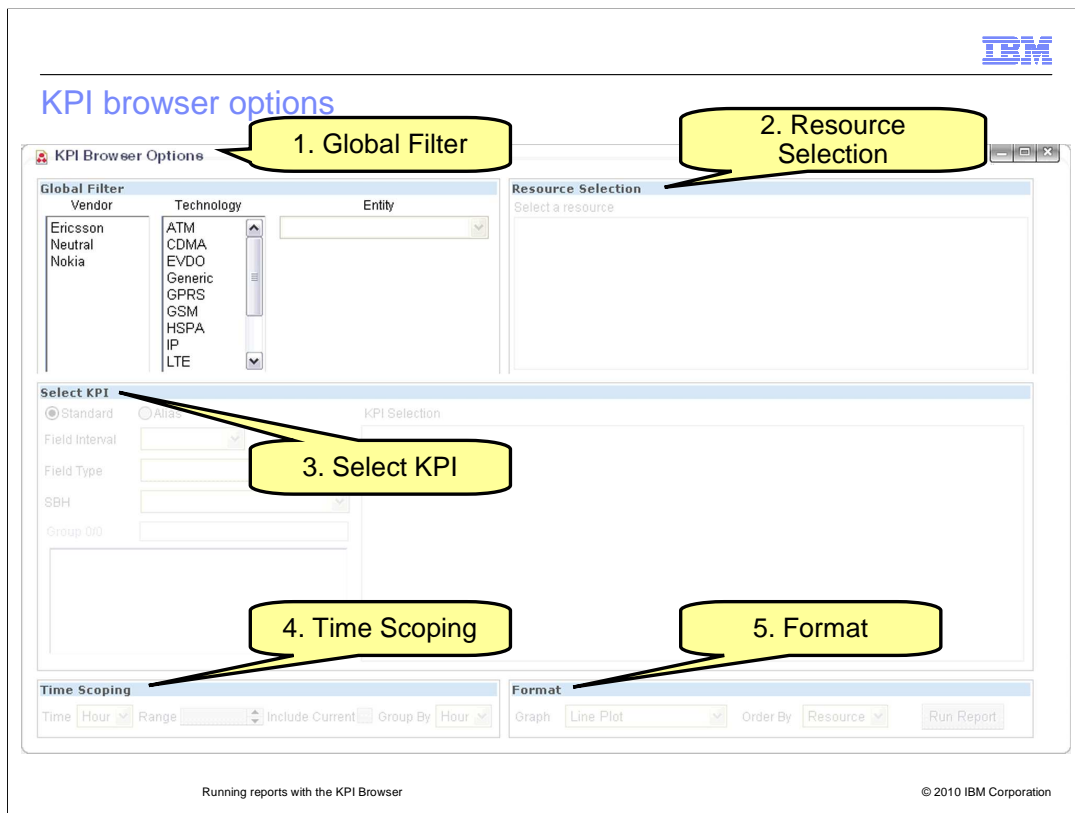 IBM
KPI browser options
1. Global Filter
2. Resource
Selection
KPI Browser Options
Global Filter
Vendor Technology Entity
Ericsson
Neutral
Nokia
ATM
CDMA
EVDO
Generic
GPRS
GSM
HSPA
IP
LTE
Resource Selection
Select a resource
Select KPI
Standard Alias
KPI Selection
Field Interval
Field Type
SBH
Group 0/0
3. Select KPI
4. Time Scoping
5. Format
Time Scoping
Time Hour Range Include Current Group By Hour
Format
Graph Line Plot Order By Resource Run Report
Running reports with the KPI Browser
© 2010 IBM Corporation